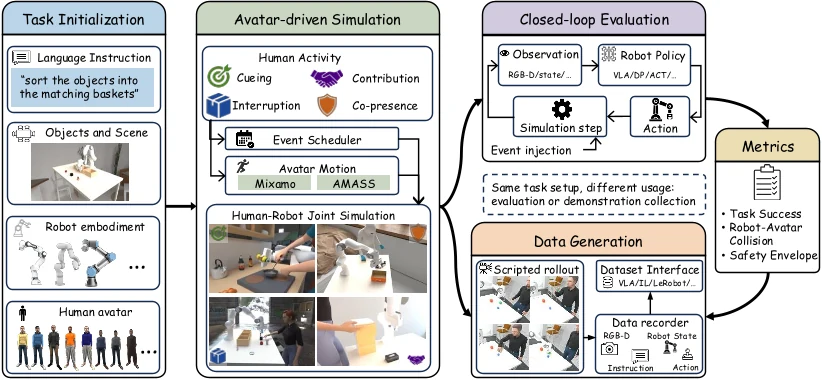 Task Initialization
Language Instruction
“sort the objects into
the matching baskets”
Objects and Scene
Robot embodiment
...
Human avatar
...
Avatar-driven Simulation
Human Activity
Cueing
Contribution
Interruption
Co-presence
Event Scheduler
Avatar Motion
Mixamo
AMASS
Human-Robot Joint Simulation
Closed-loop Evaluation
Observation
RGB-D/state/...
Robot Policy
VLA/DP/ACT/...
Simulation step
Action
Event injection
Same task setup, different usage:
evaluation or demonstration collection
Data Generation
Scripted rollout
Dataset Interface
VLA/IL/LeRobot/...
Data recorder
RGB-D
Robot State
Instruction
Action
Metrics
• Task Success
• Robot-Avatar
Collision
• Safety Envelope